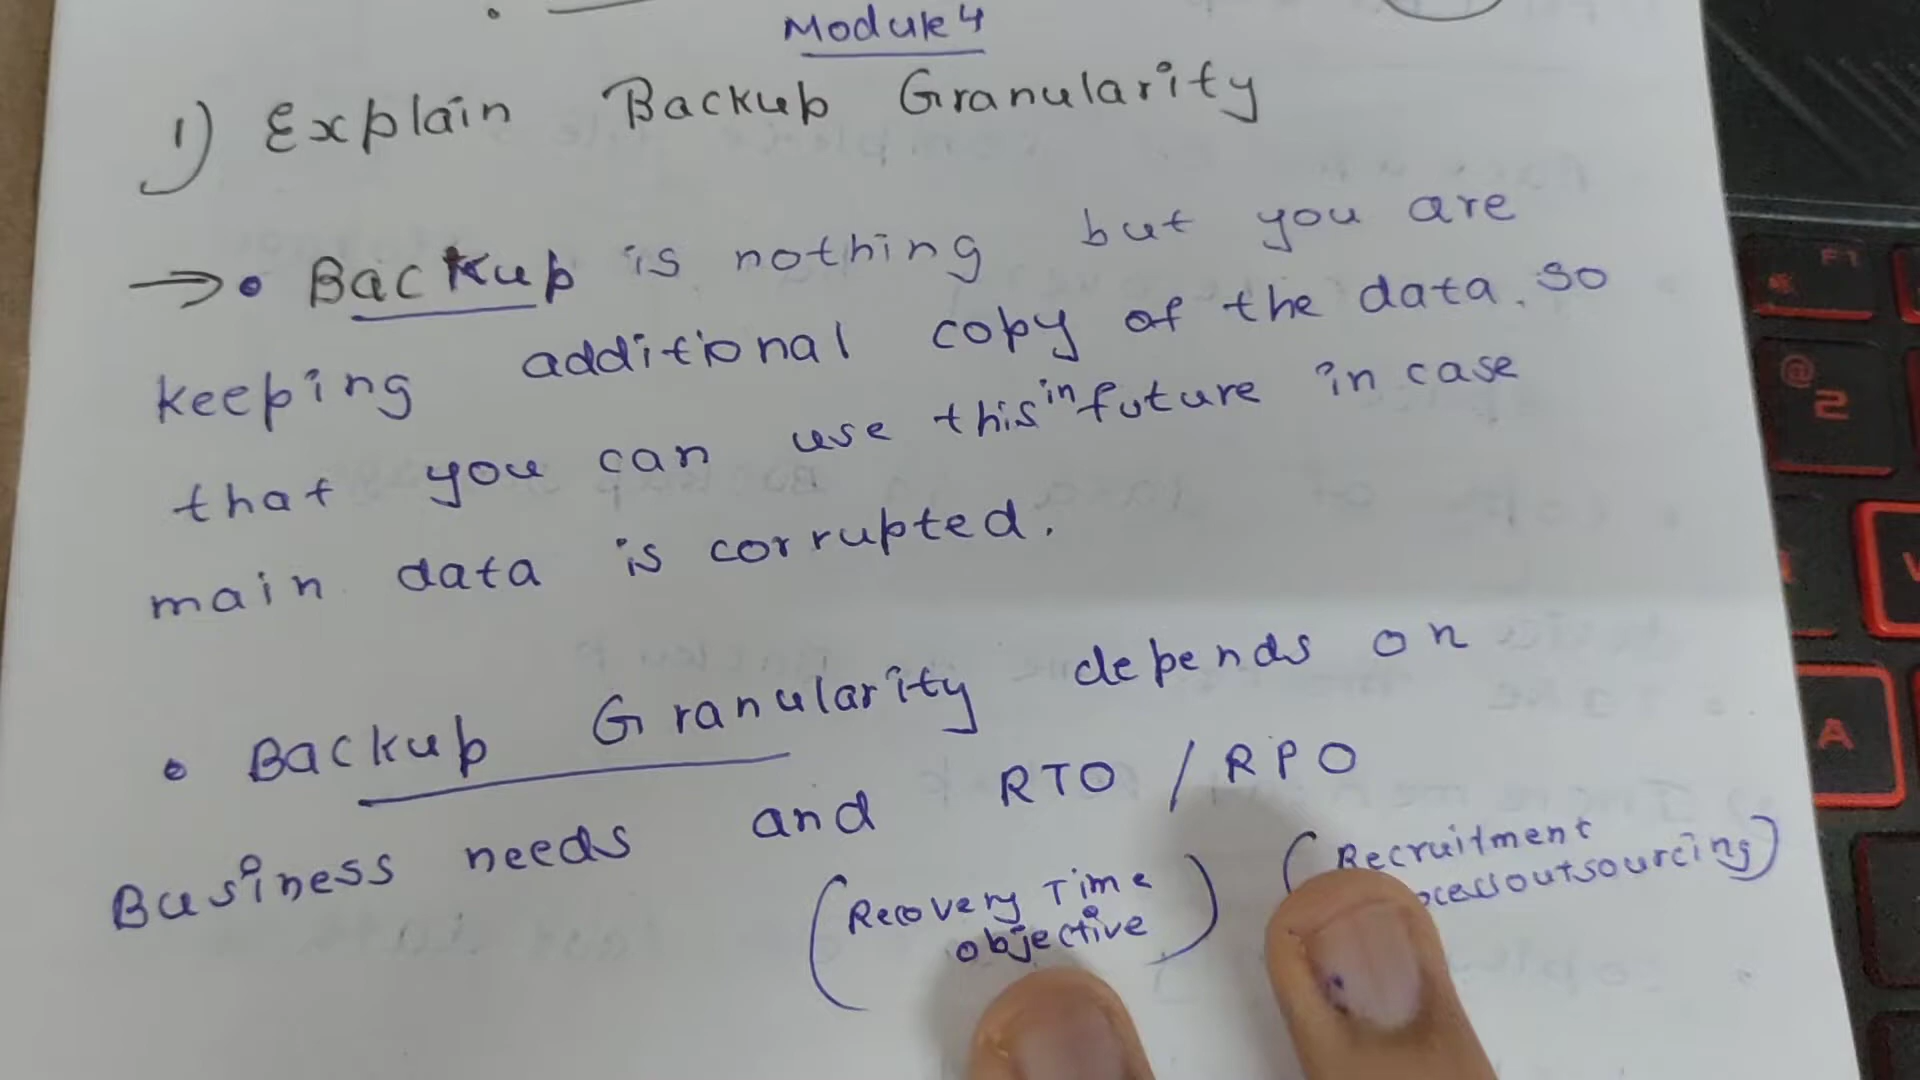 Module 4
1) Explain Backup Granularity
→ • Backup is nothing but you are
keeping additional copy of the data. so
that you can use this in future in case
main data is corrupted.
• Backup Granularity depends on
Business needs and RTO / RPO
(Recovery Time objective) (Recruitment outsourcing)
F1
@
2
A